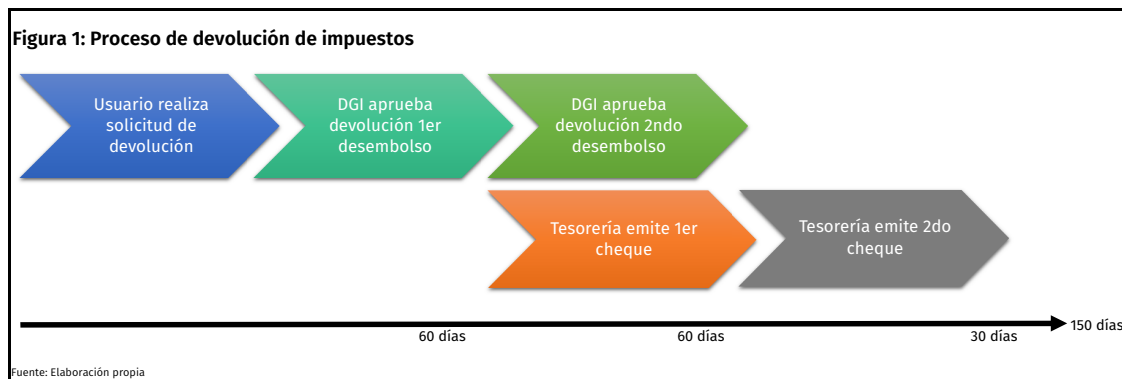 Figura 1: Proceso de devolución de impuestos
Usuario realiza
solicitud de
devolución
DGI aprueba
devolución 1er
desembolso
DGI aprueba
devolución 2ndo
desembolso
Tesorería emite 1er
cheque
Tesorería emite 2do
cheque
60 días
60 días
30 días
150 días
Fuente: Elaboración propia